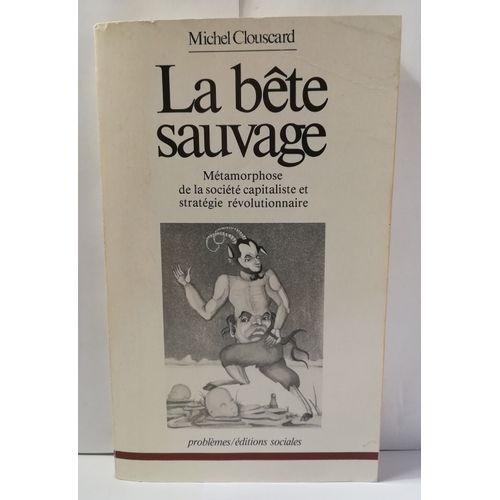 Michel Clouscard
La bête
sauvage
Métamorphose
de la société capitaliste et
stratégie révolutionnaire
problèmes/éditions sociales